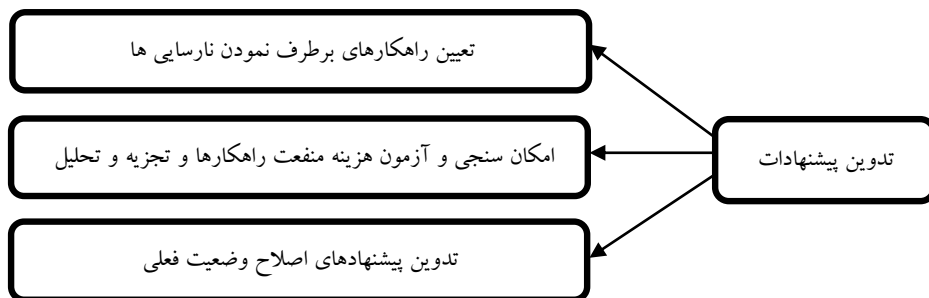 تعیین راهکارهای برطرف نمودن نارسایی ها
امکان سنجی و آزمون هزینه منفعت راهکارها و تجزیه و تحلیل
تدوین پیشنهادات
تدوین پیشنهادهای اصلاح وضعیت فعلی